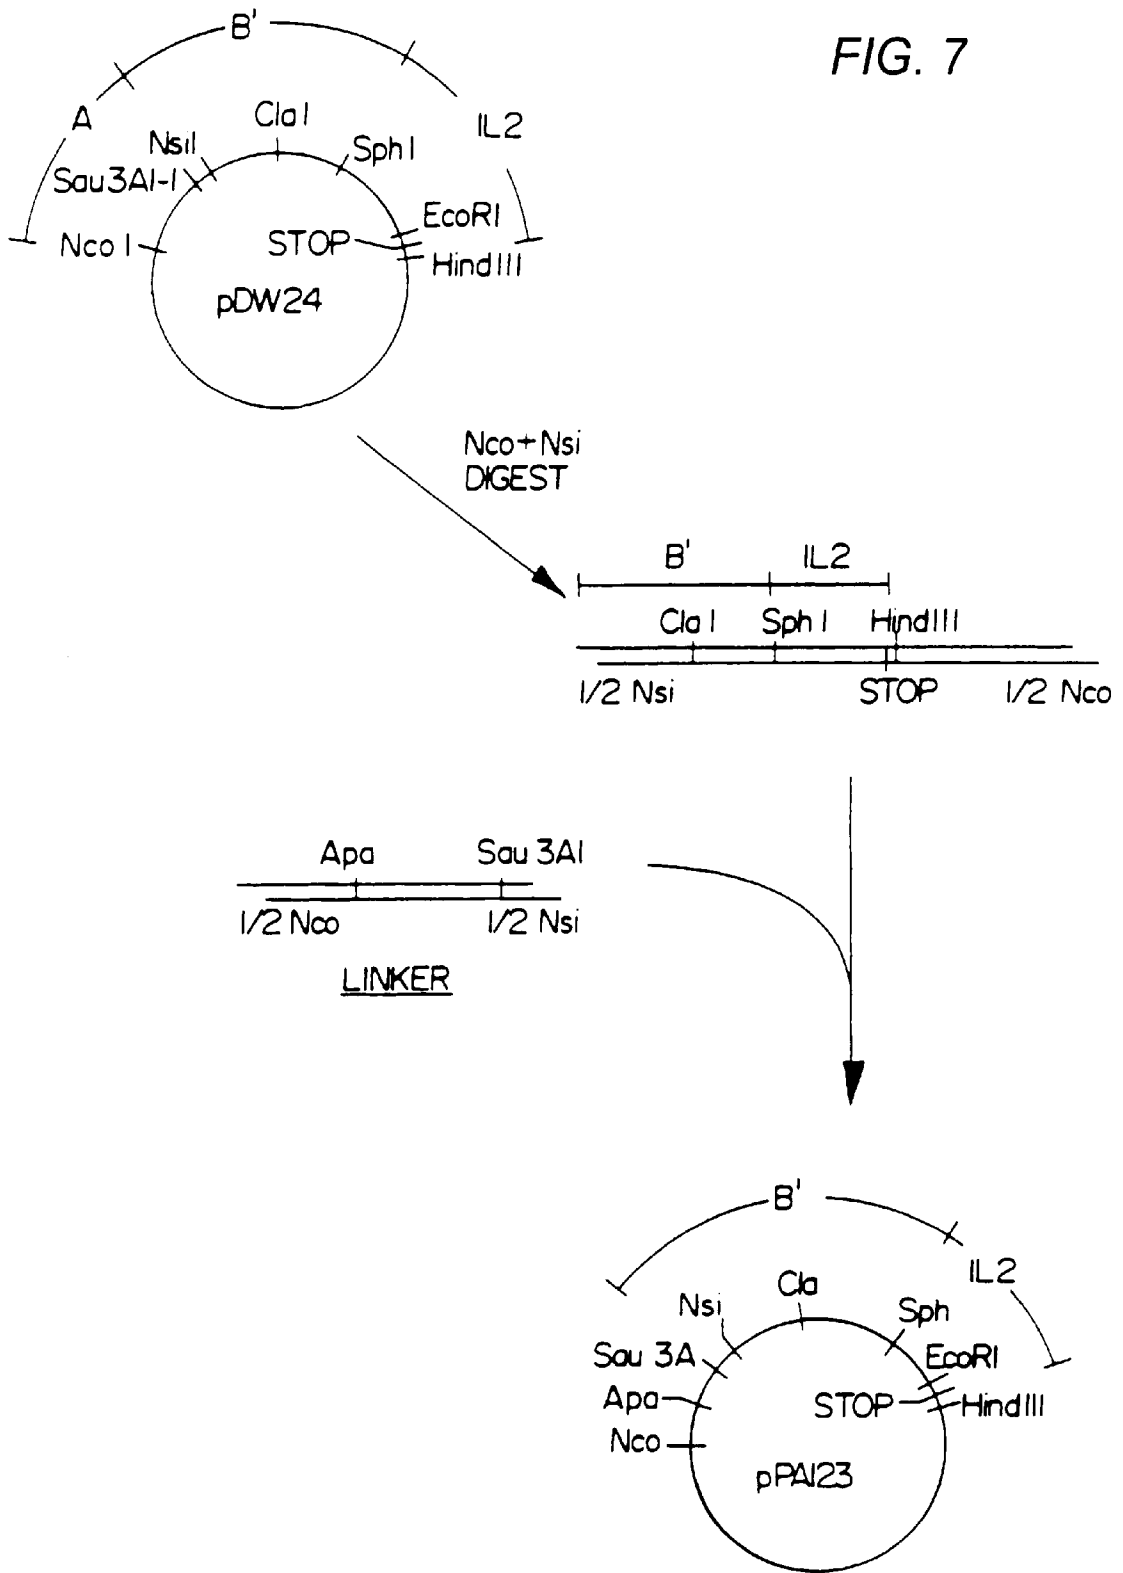 FIG. 7
B'
A
IL2
Cla I
NsiI
Sph I
Sau3AI-I
EcoRI
STOP
Nco I
HindIII
pDW24
Nco+Nsi
DIGEST
B'
IL2
Cla I
Sph I
HindIII
1/2 Nsi
STOP
1/2 Nco
Apa
Sau 3AI
1/2 Nco
1/2 Nsi
LINKER
B'
IL2
Cla
Nsi
Sph
Sau 3A
EcoRI
Apa
STOP
HindIII
Nco
pPAI23